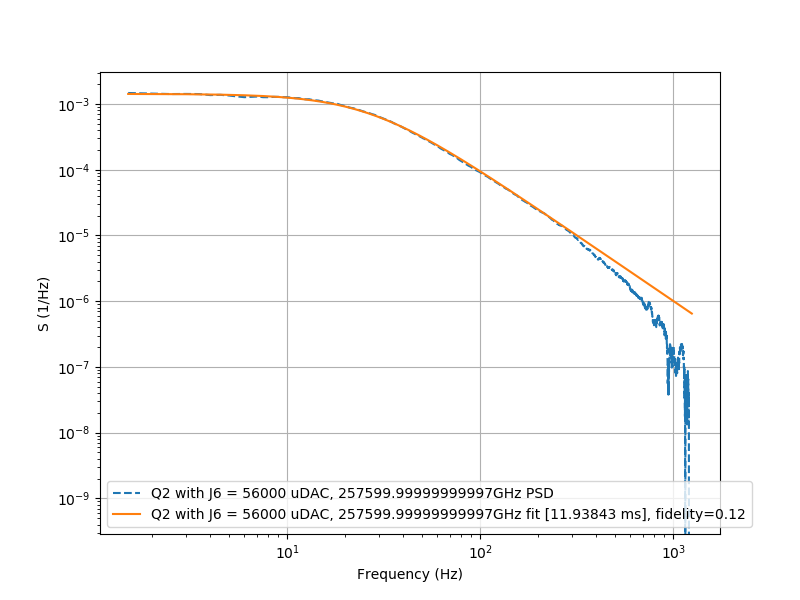 10⁻³
10⁻⁴
10⁻⁵
10⁻⁶
10⁻⁷
10⁻⁸
10⁻⁹
S (1/Hz)
Q2 with J6 = 56000 uDAC, 257599.99999999997GHz PSD
Q2 with J6 = 56000 uDAC, 257599.99999999997GHz fit [11.93843 ms], fidelity=0.12
10¹ 10² 10³
Frequency (Hz)